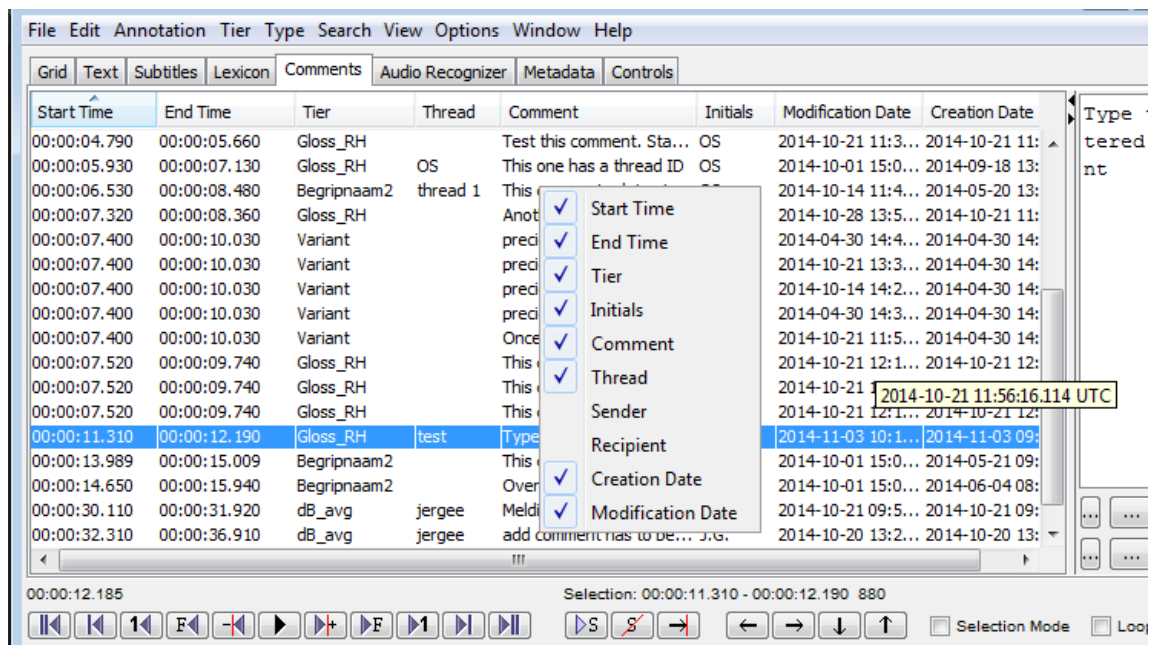 File Edit Annotation Tier Type Search View Options Window Help
Grid Text Subtitles Lexicon Comments Audio Recognizer Metadata Controls
Start Time End Time Tier Thread Comment Initials Modification Date Creation Date
00:00:04.790 00:00:05.660 Gloss_RH Test this comment. Sta... OS 2014-10-21 11:3... 2014-10-21 11:
00:00:05.930 00:00:07.130 Gloss_RH OS This one has a thread ID OS 2014-10-01 15:0... 2014-09-18 13:
00:00:06.530 00:00:08.480 Begripnaam2 thread 1 This 2014-10-14 11:4... 2014-05-20 13:
00:00:07.320 00:00:08.360 Gloss_RH Anot 2014-10-28 13:5... 2014-10-21 11:
00:00:07.400 00:00:10.030 Variant preci 2014-04-30 14:4... 2014-04-30 14:
00:00:07.400 00:00:10.030 Variant preci 2014-10-21 13:3... 2014-04-30 14:
00:00:07.400 00:00:10.030 Variant preci 2014-10-14 14:2... 2014-04-30 14:
00:00:07.400 00:00:10.030 Variant preci 2014-04-30 14:3... 2014-04-30 14:
00:00:07.400 00:00:10.030 Variant Once 2014-10-21 11:5... 2014-04-30 14:
00:00:07.520 00:00:09.740 Gloss_RH This 2014-10-21 12:1... 2014-10-21 12:
00:00:07.520 00:00:09.740 Gloss_RH This 2014-10-21
00:00:07.520 00:00:09.740 Gloss_RH This 2014-10-21 12:1... 2014-10-21 12:
00:00:11.310 00:00:12.190 Gloss_RH test Type 2014-11-03 10:1... 2014-11-03 09:
00:00:13.989 00:00:15.009 Begripnaam2 This 2014-10-01 15:0... 2014-05-21 09:
00:00:14.650 00:00:15.940 Begripnaam2 Over 2014-10-01 15:0... 2014-06-04 08:
00:00:30.110 00:00:31.920 dB_avg jergee Meldi 2014-10-21 09:5... 2014-10-21 09:
00:00:32.310 00:00:36.910 dB_avg jergee add comment has to be... J.G. 2014-10-20 13:2... 2014-10-20 13:
Start Time
End Time
Tier
Initials
Comment
Thread
Sender
Recipient
Creation Date
Modification Date
2014-10-21 11:56:16.114 UTC
Type
tered
nt
... ...
... ...
00:00:12.185 Selection: 00:00:11.310 - 00:00:12.190 880
1 F F 1 S S Selection Mode Loop